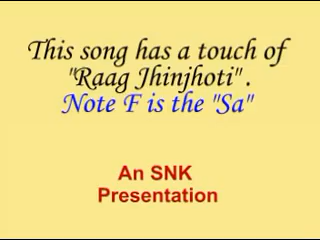 This song has a touch of
"Raag Jhinjhoti" .
Note F is the "Sa"
An SNK
Presentation